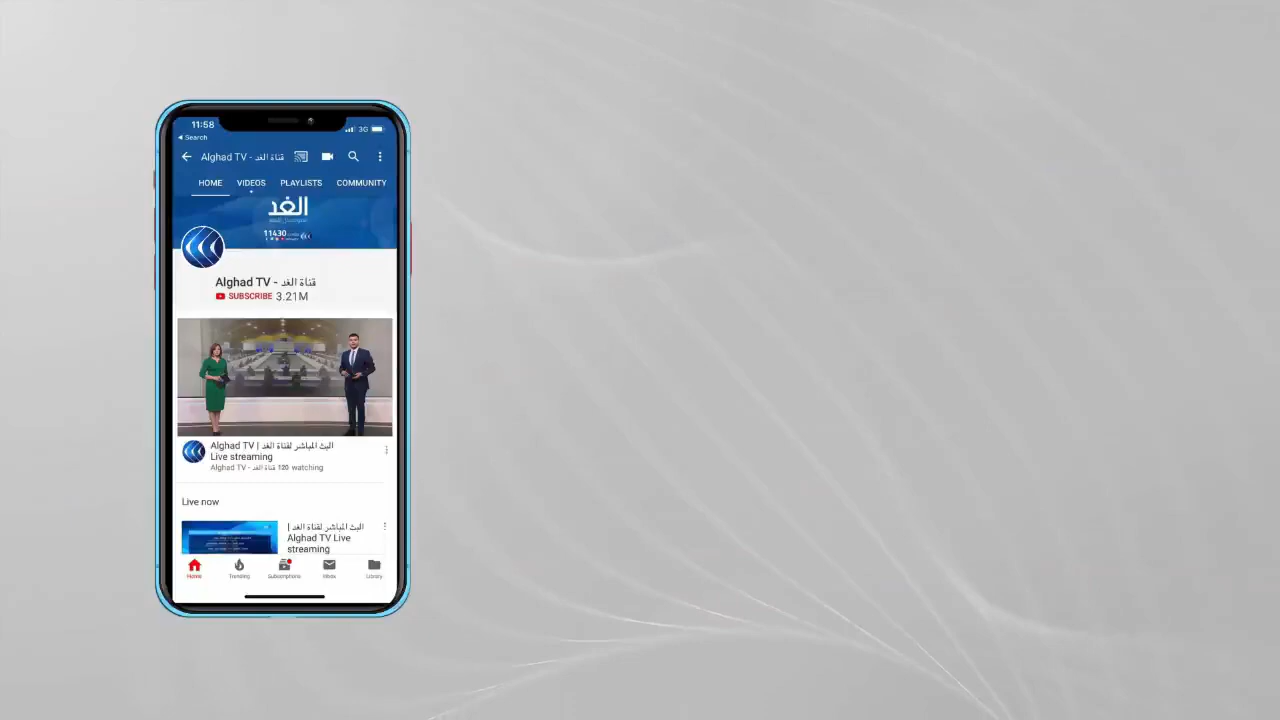 11:58
3G
Search
Alghad TV - قناة الغد
HOME VIDEOS PLAYLISTS COMMUNITY
الغد
11430
Alghad TV - قناة الغد
SUBSCRIBE 3.21M
Alghad TV | البث المباشر لقناة الغد
Live streaming
Alghad TV - قناة الغد 120 watching
Live now
البث المباشر لقناة الغد |
Alghad TV Live
streaming
Home Trending Subscriptions Inbox Library